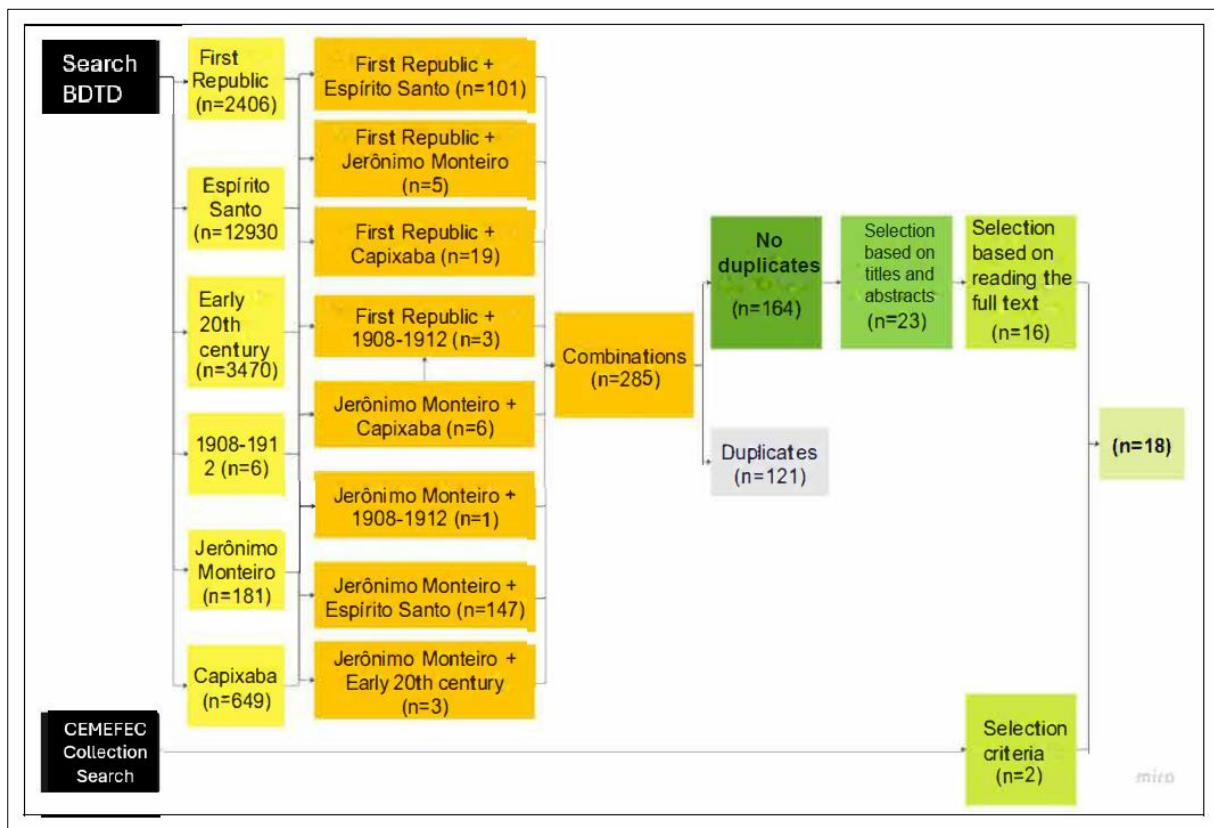 Search
BDTD
First
Republic
(n=2406)
Espírito
Santo
(n=12930
Early
20th
century
(n=3470)
1908-191
2 (n=6)
Jerônimo
Monteiro
(n=181)
Capixaba
(n=649)
First Republic +
Espírito Santo (n=101)
First Republic +
Jerônimo Monteiro
(n=5)
First Republic +
Capixaba (n=19)
First Republic +
1908-1912 (n=3)
Jerônimo Monteiro +
Capixaba (n=6)
Jerônimo Monteiro +
1908-1912 (n=1)
Jerônimo Monteiro +
Espírito Santo (n=147)
Jerônimo Monteiro +
Early 20th century
(n=3)
Combinations
(n=285)
No
duplicates
(n=164)
Selection
based on
titles and
abstracts
(n=23)
Selection
based on
reading the
full text
(n=16)
Duplicates
(n=121)
(n=18)
CEMEFEC
Collection
Search
Selection
criteria
(n=2)
miro